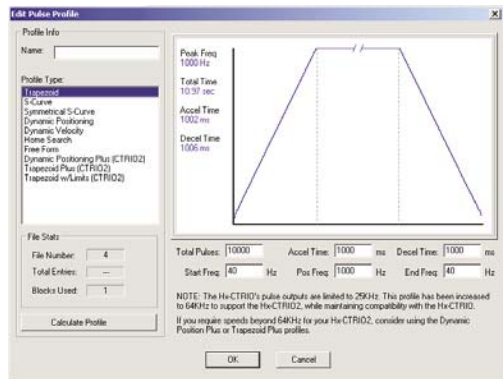 Edit Pulse Profile
Profile Info
Name:
Profile Type:
Trapezoid
S-Curve
Symmetrical S-Curve
Dynamic Positioning
Dynamic Velocity
Home Search
Free Form
Dynamic Positioning Plus (CTRIO2)
Trapezoid Plus (CTRIO2)
Trapezoid w/Limits (CTRIO2)
File Stats
File Number: 4
Total Entries: ---
Blocks Used: 1
Calculate Profile
Peak Freq
1000 Hz
Total Time
10.97 sec
Accel Time
1002 ms
Decel Time
1006 ms
Total Pulses: 10000 Accel Time: 1000 ms Decel Time: 1000 ms
Start Freq: 40 Hz Pos Freq: 1000 Hz End Freq: 40 Hz
NOTE: The Hx-CTRIO's pulse outputs are limited to 25KHz. This profile has been increased
to 64KHz to support the Hx-CTRIO2, while maintaining compatibility with the Hx-CTRIO.
If you require speeds beyond 64KHz for your Hx-CTRIO2, consider using the Dynamic
Position Plus or Trapezoid Plus profiles.
OK Cancel